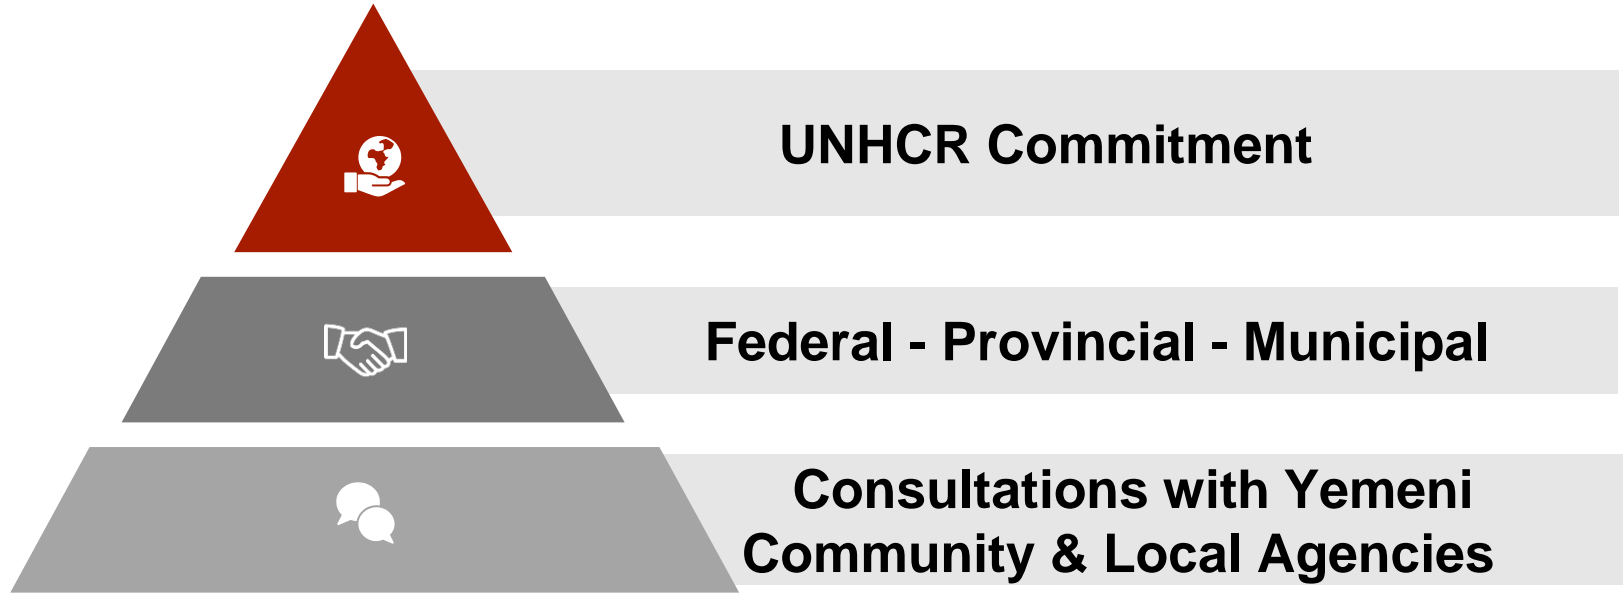 UNHCR Commitment
Federal - Provincial - Municipal
Consultations with Yemeni
Community & Local Agencies